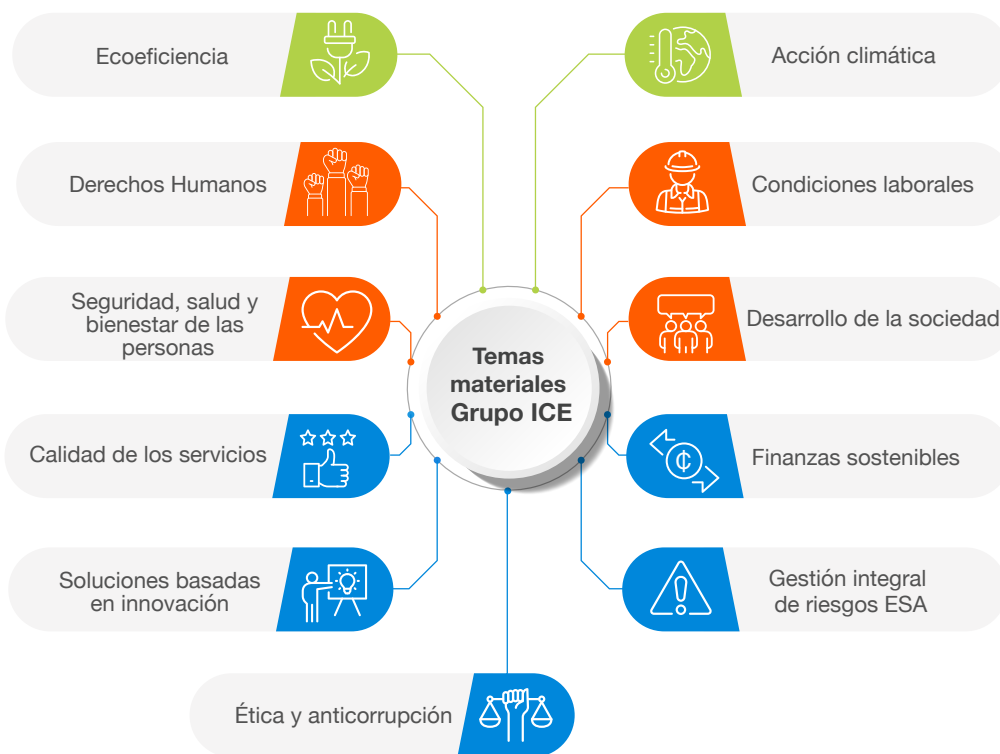 Ecoeficiencia
Acción climática
Derechos Humanos
Condiciones laborales
Seguridad, salud y
bienestar de las
personas
Desarrollo de la sociedad
Temas
materiales
Grupo ICE
Calidad de los servicios
Finanzas sostenibles
Soluciones basadas
en innovación
Gestión integral
de riesgos ESA
Ética y anticorrupción